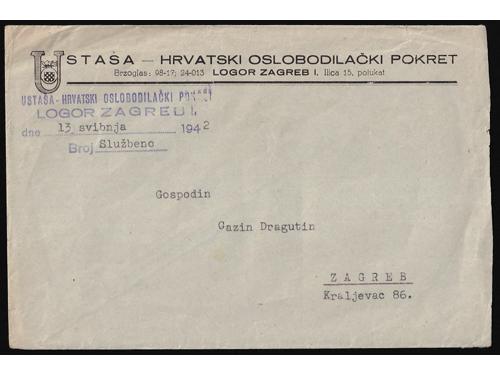 USTAŠA — HRVATSKI OSLOBODILAČKI POKRET
Brzoglas: 98-17; 24-013 LOGOR ZAGREB I. Ilica 15, polukat
USTAŠA - HRVATSKI OSLOBODILAČKI POKRET
LOGOR ZAGREB I.
dne 13 svibnja 1942
Broj Službeno
Gospodin
Gazin Dragutin
ZAGREB
Kraljevac 86.